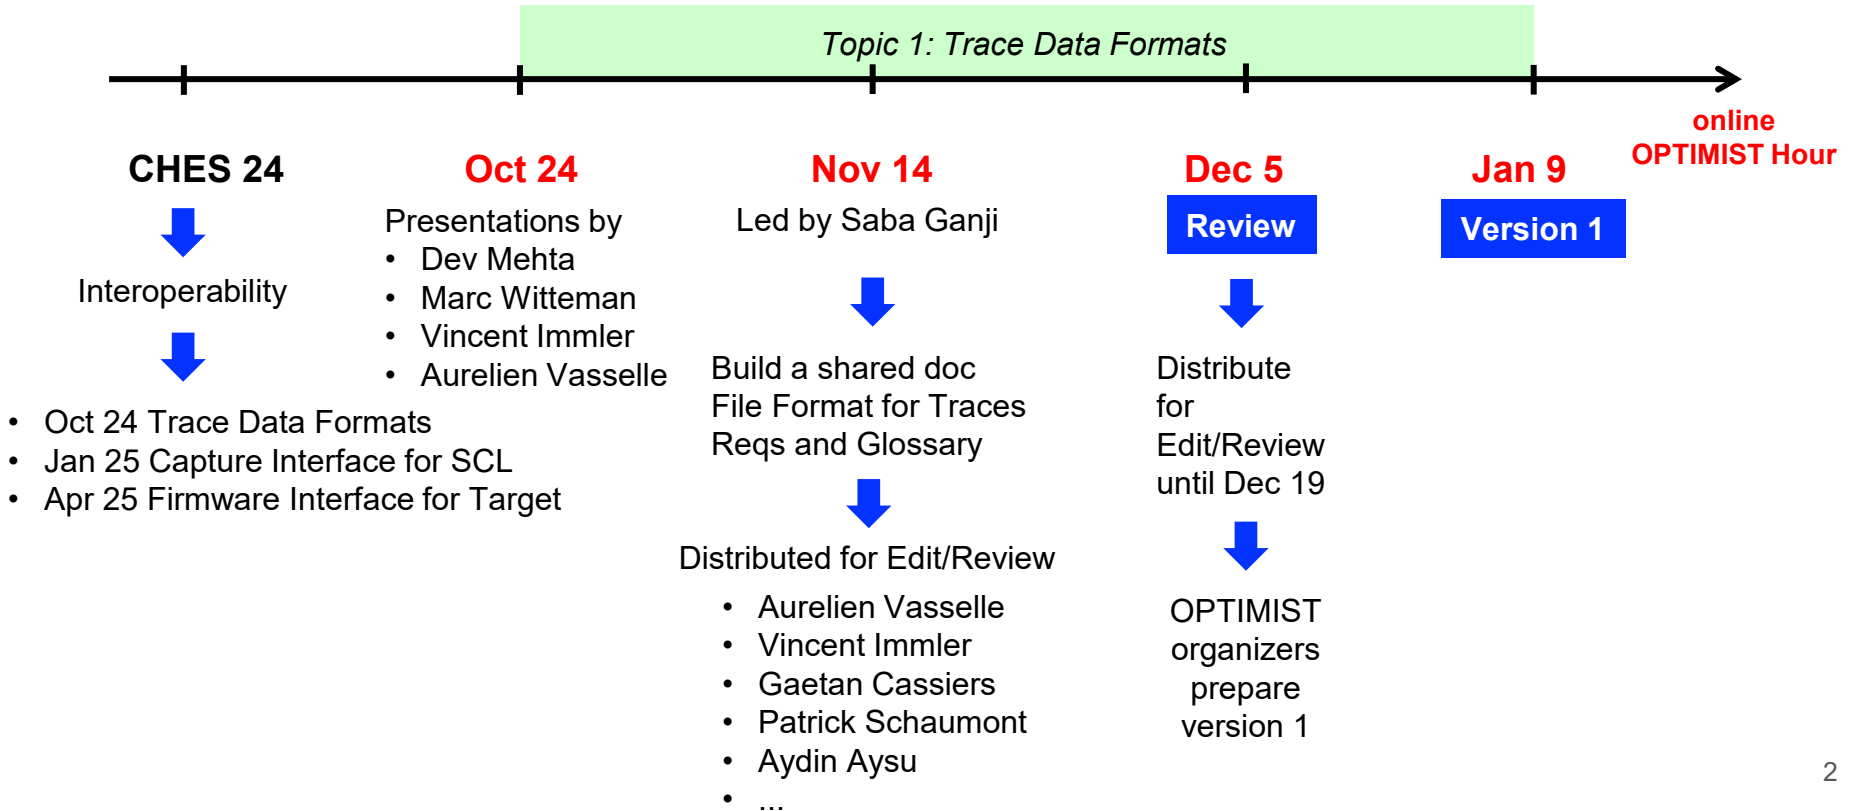 Topic 1: Trace Data Formats
online
OPTIMIST Hour
CHES 24
Interoperability
• Oct 24 Trace Data Formats
• Jan 25 Capture Interface for SCL
• Apr 25 Firmware Interface for Target
Oct 24
Presentations by
• Dev Mehta
• Marc Witteman
• Vincent Immler
• Aurelien Vasselle
Nov 14
Led by Saba Ganji
Build a shared doc
File Format for Traces
Reqs and Glossary
Distributed for Edit/Review
• Aurelien Vasselle
• Vincent Immler
• Gaetan Cassiers
• Patrick Schaumont
• Aydin Aysu
• ...
Dec 5
Review
Distribute
for
Edit/Review
until Dec 19
OPTIMIST
organizers
prepare
version 1
Jan 9
Version 1
2